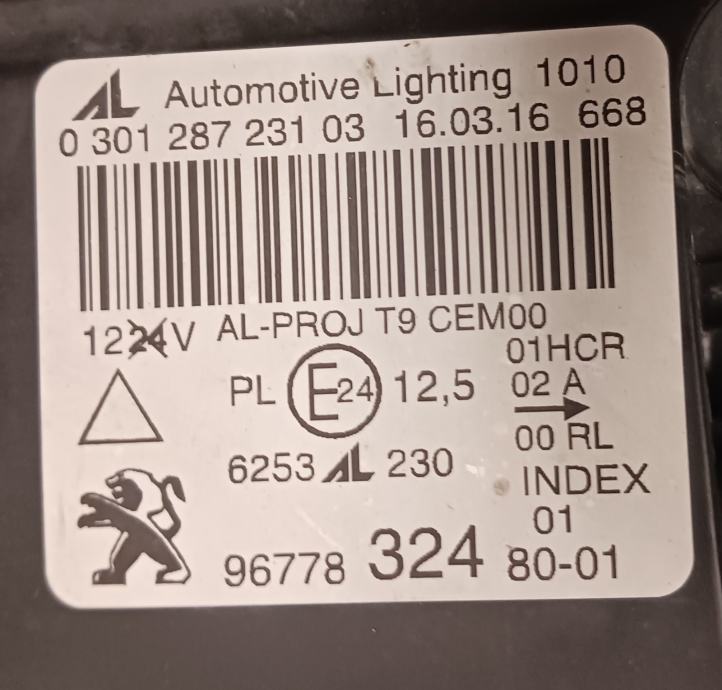 AL Automotive Lighting 1010
0 301 287 231 03 16.03.16 668
1224V AL-PROJ T9 CEM00
01HCR
PL E24 12,5 02 A
00 RL
6253 AL 230
INDEX
01
96778 324 80-01